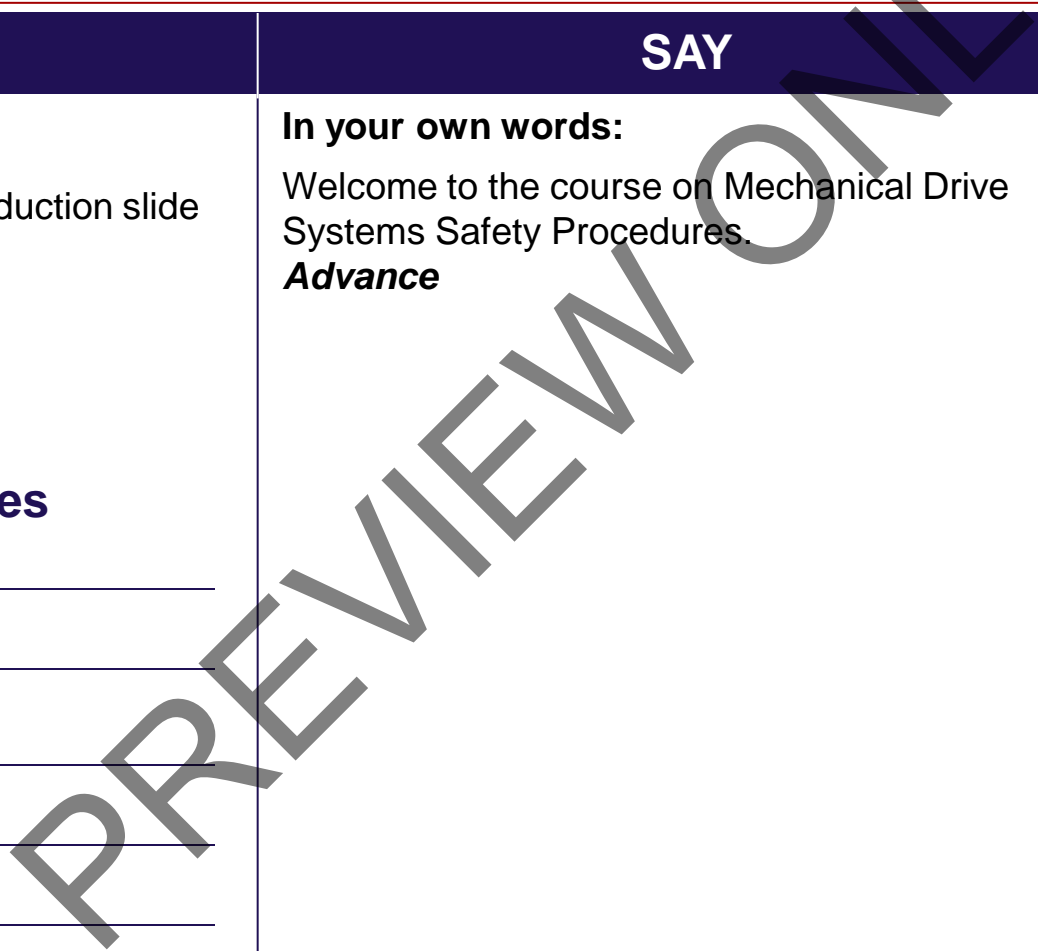 SAY
In your own words:
Welcome to the course on Mechanical Drive
duction slide
Systems Safety Procedures.
Advance
es
PREVIEW ONL